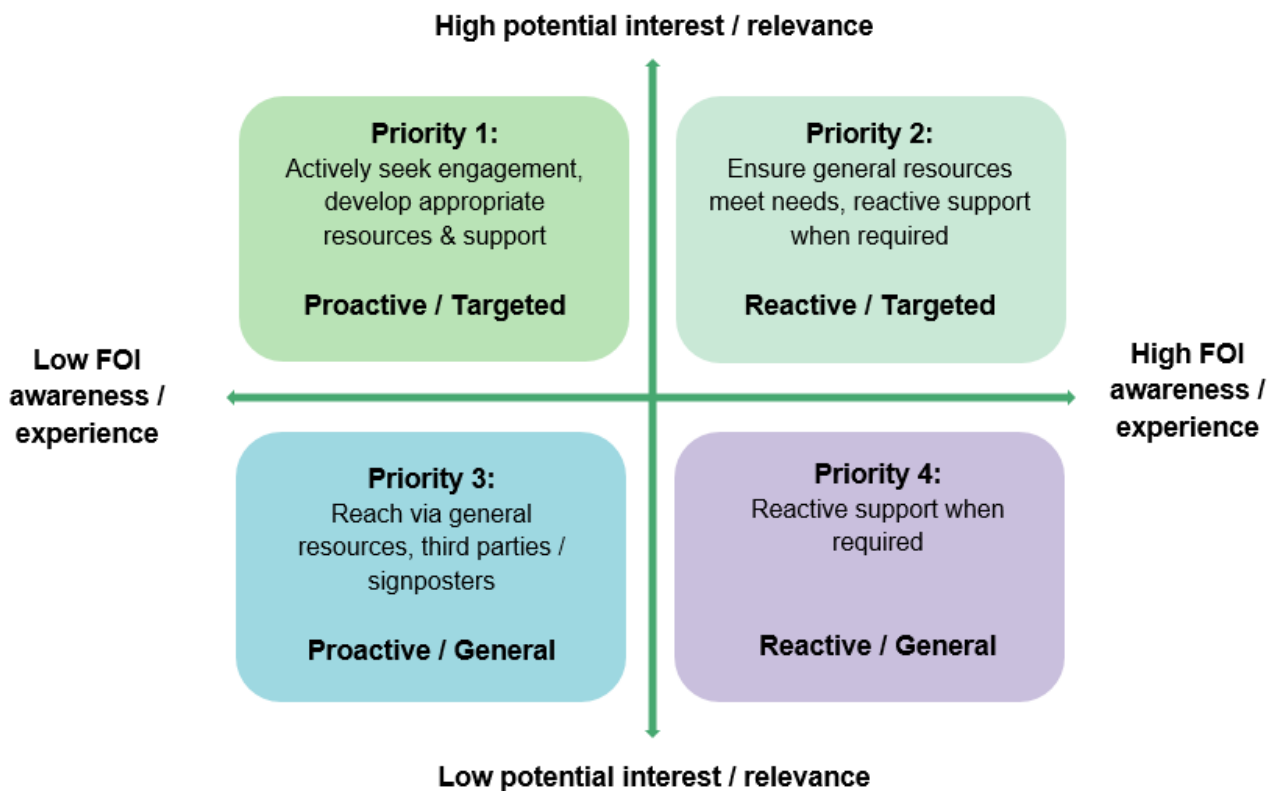 High potential interest / relevance
Priority 1:
Actively seek engagement,
develop appropriate
resources & support
Proactive / Targeted
Priority 2:
Ensure general resources
meet needs, reactive support
when required
Reactive / Targeted
Low FOI
awareness /
experience
High FOI
awareness /
experience
Priority 3:
Reach via general
resources, third parties /
signposters
Proactive / General
Priority 4:
Reactive support when
required
Reactive / General
Low potential interest / relevance